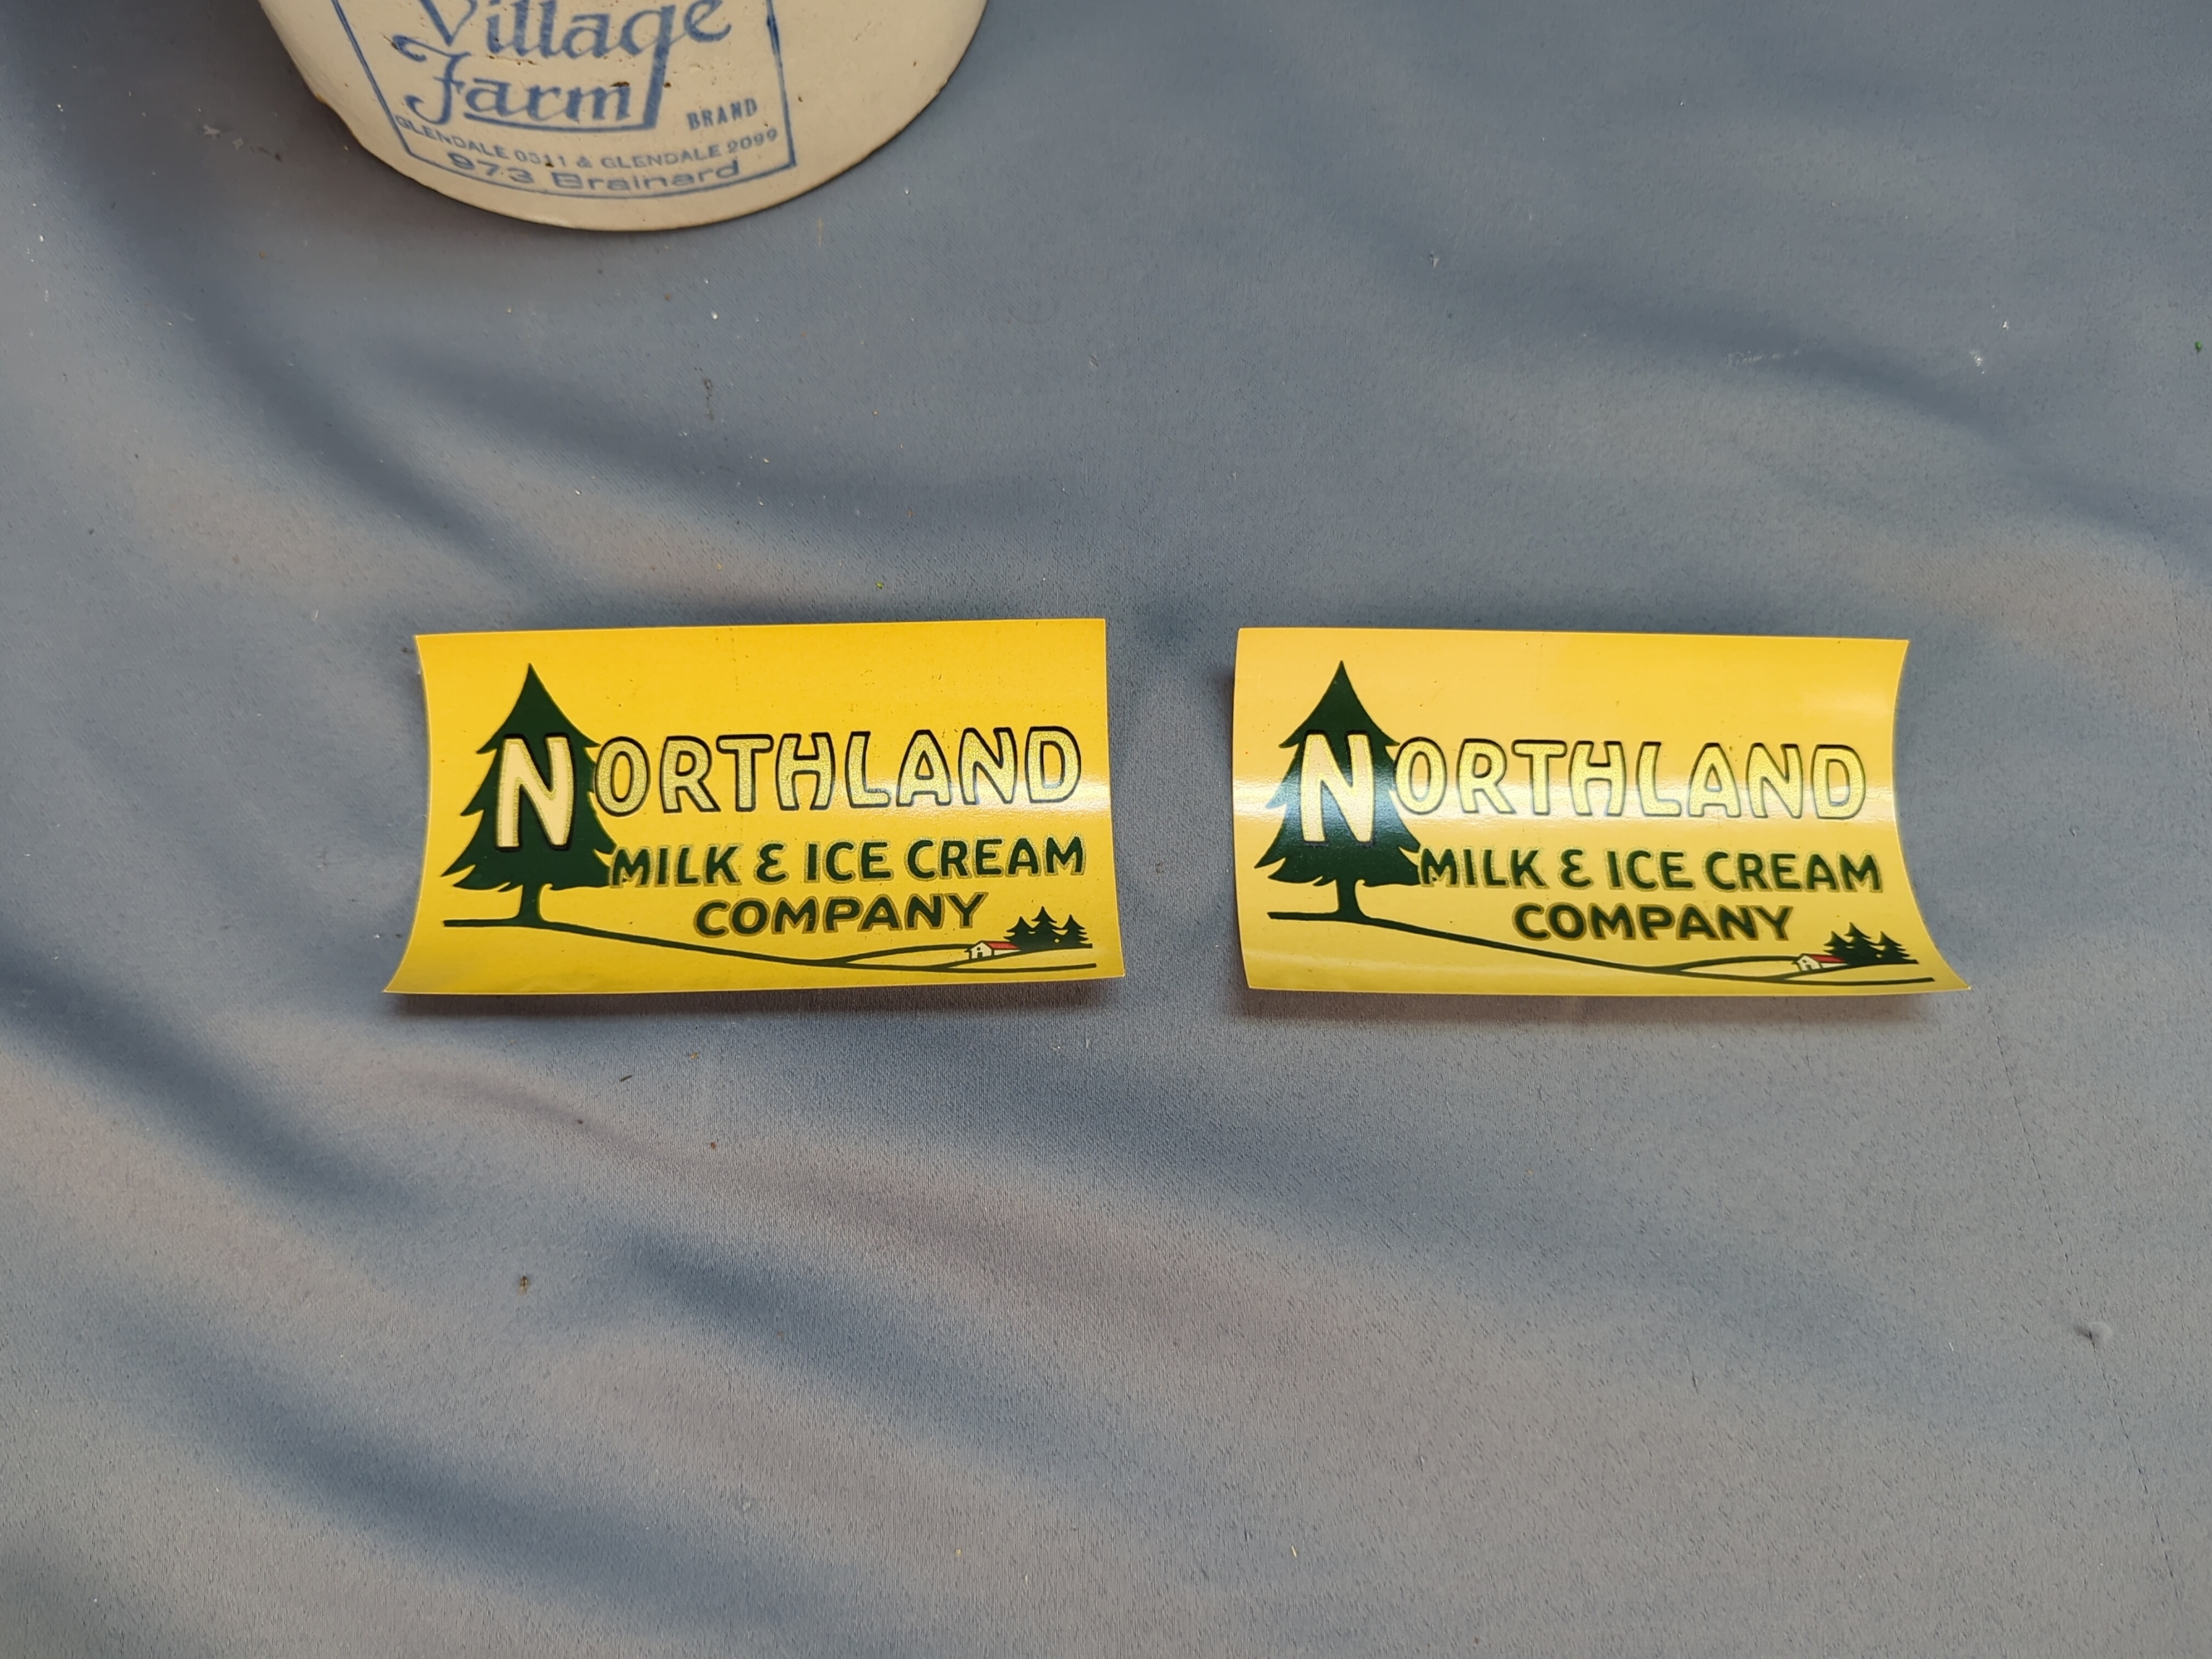 Village
Farm
BRAND
GLENDALE 0311 & GLENDALE 2099
973 Brainard
NORTHLAND
MILK & ICE CREAM
COMPANY
NORTHLAND
MILK & ICE CREAM
COMPANY